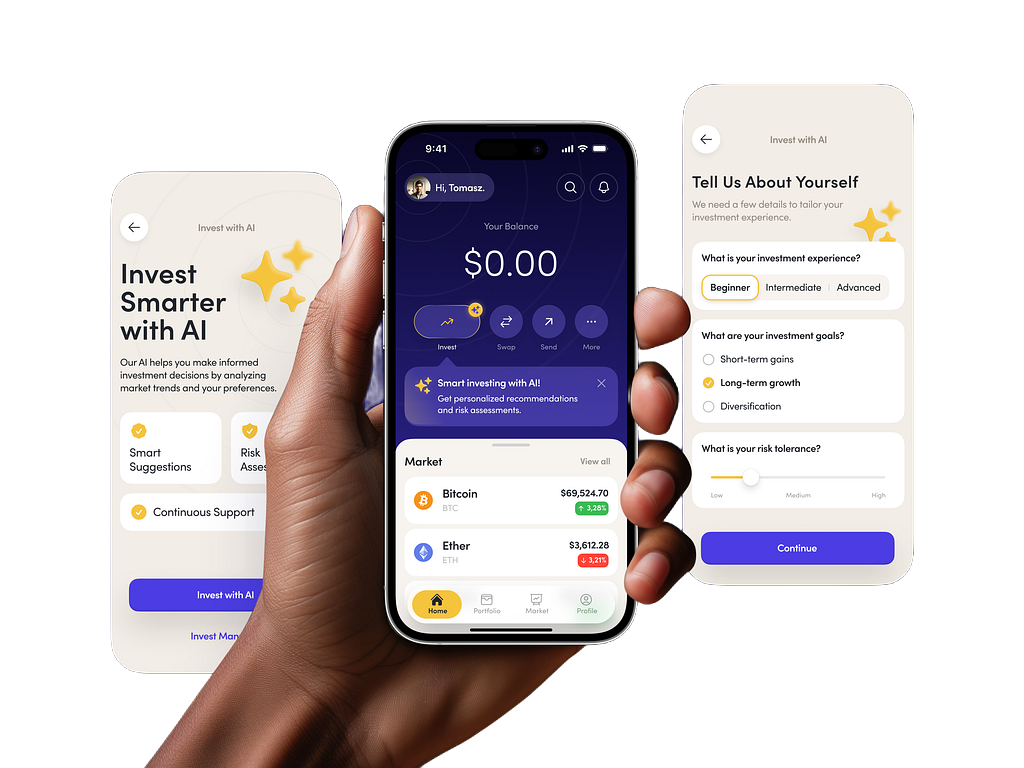 Invest with AI
Invest
Smarter
with AI
Our AI helps you make informed
investment decisions by analyzing
market trends and your preferences.
Smart
Suggestions
Risk
Asse
Continuous Support
Invest with AI
Invest Man
9:41
Hi, Tomasz.
Your Balance
$0.00
Invest
Swap
Send
More
Smart investing with AI!
Get personalized recommendations
and risk assessments.
Market
View all
Bitcoin
BTC
$69,524.70
↑ 3,28%
Ether
ETH
$3,612.28
↓ 3,21%
Home
Portfolio
Market
Profile
Invest with AI
Tell Us About Yourself
We need a few details to tailor your
investment experience.
What is your investment experience?
Beginner Intermediate Advanced
What are your investment goals?
Short-term gains
Long-term growth
Diversification
What is your risk tolerance?
Low Medium High
Continue